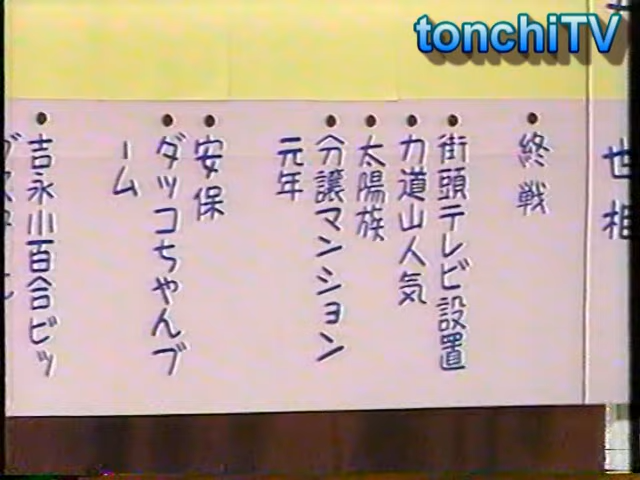 tonchiTV
世相
終戦
街頭テレビ設置
力道山人気
太陽族
分譲マンション
元年
安保
ダッコちゃんブ
ーム
吉永小百合ビッ